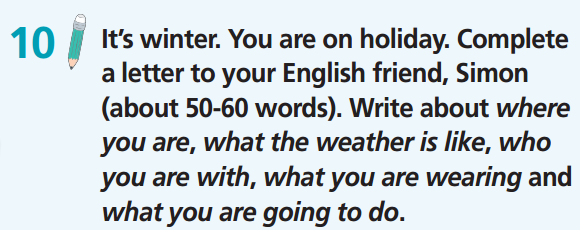 10 It's winter. You are on holiday. Complete
a letter to your English friend, Simon
(about 50-60 words). Write about where
you are, what the weather is like, who
you are with, what you are wearing and
what you are going to do.